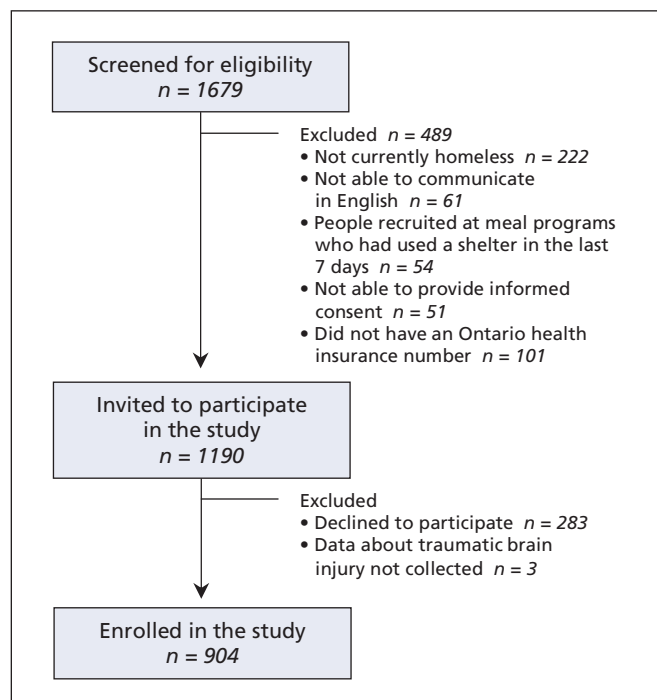 Screened for eligibility
n = 1679
Excluded n = 489
• Not currently homeless n = 222
• Not able to communicate
in English n = 61
• People recruited at meal programs
who had used a shelter in the last
7 days n = 54
• Not able to provide informed
consent n = 51
• Did not have an Ontario health
insurance number n = 101
Invited to participate
in the study
n = 1190
Excluded
• Declined to participate n = 283
• Data about traumatic brain
injury not collected n = 3
Enrolled in the study
n = 904